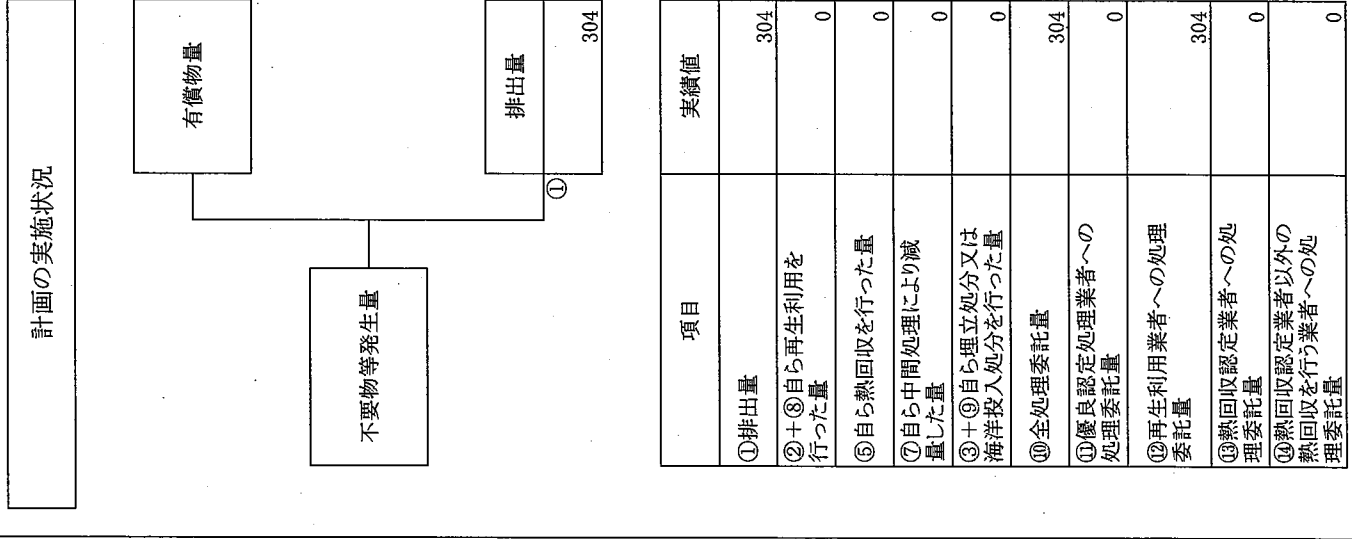 計画の実施状況
不要物等発生量
有償物量
①
排出量
304
項目
実績値
①排出量
304
②+⑧自ら再生利用を
行った量
0
⑤自ら熱回収を行った量
0
⑦自ら中間処理により減
量した量
0
③+⑨自ら埋立処分又は
海洋投入処分を行った量
0
⑩全処理委託量
304
⑪優良認定処理業者への
処理委託量
0
⑫再生利用業者への処理
委託量
304
⑬熱回収認定業者への処
理委託量
0
⑭熱回収認定業者以外の
熱回収を行う業者への処
理委託量
0